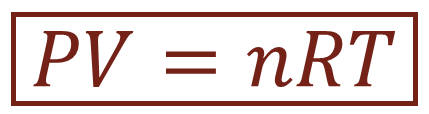 PV = nRT